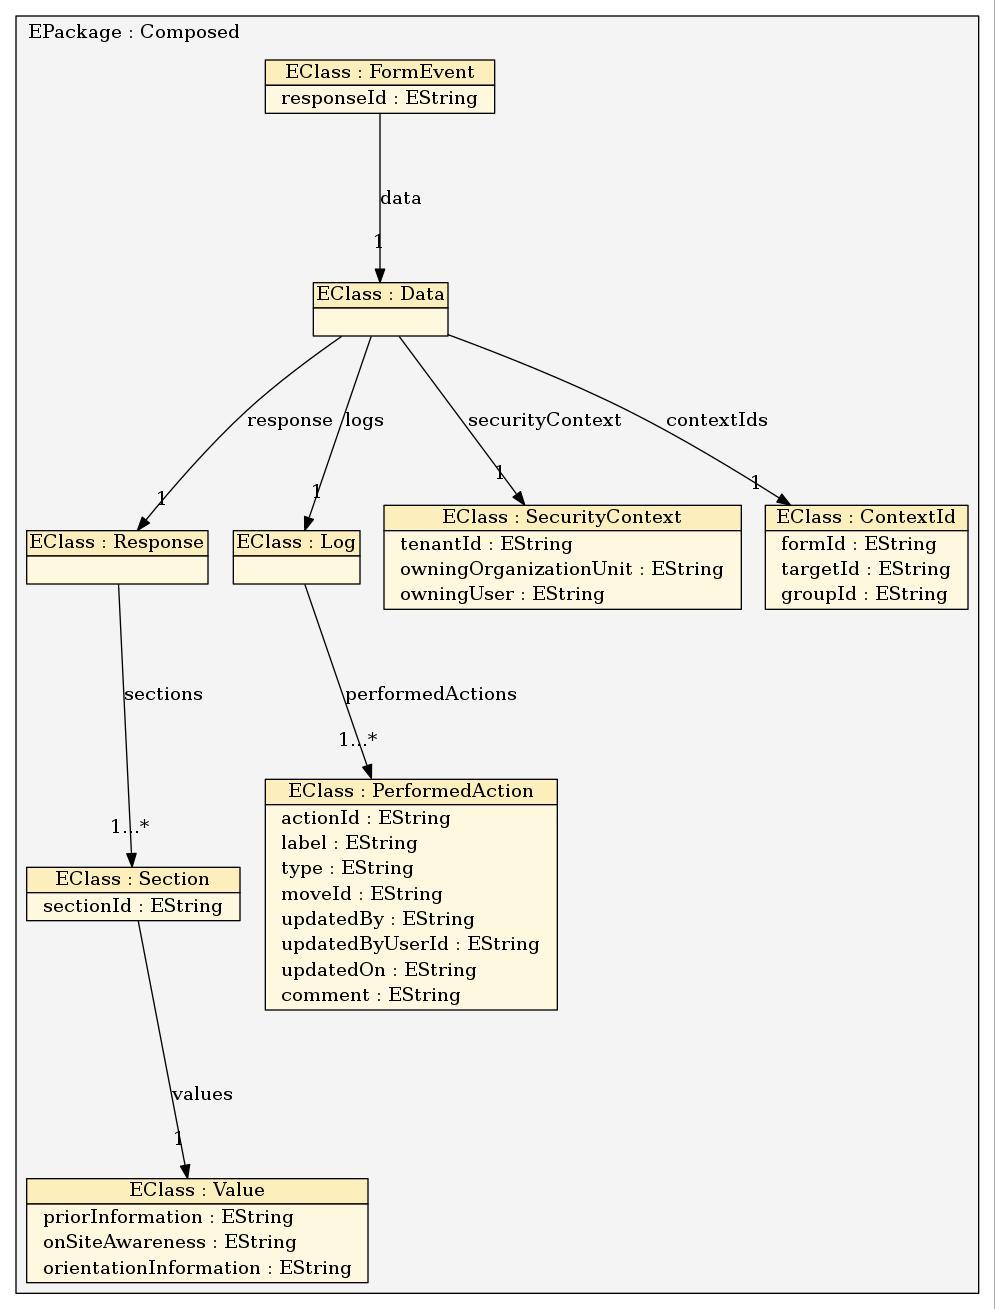 EPackage : Composed
EClass : FormEvent
responseId : EString
data
1
EClass : Data
response
logs
securityContext
contextIds
1
1
1
1
EClass : Response
EClass : Log
EClass : SecurityContext
tenantId : EString
owningOrganizationUnit : EString
owningUser : EString
EClass : ContextId
formId : EString
targetId : EString
groupId : EString
sections
performedActions
1...*
1...*
EClass : PerformedAction
actionId : EString
label : EString
type : EString
moveId : EString
updatedBy : EString
updatedByUserId : EString
updatedOn : EString
comment : EString
EClass : Section
sectionId : EString
values
1
EClass : Value
priorInformation : EString
onSiteAwareness : EString
orientationInformation : EString